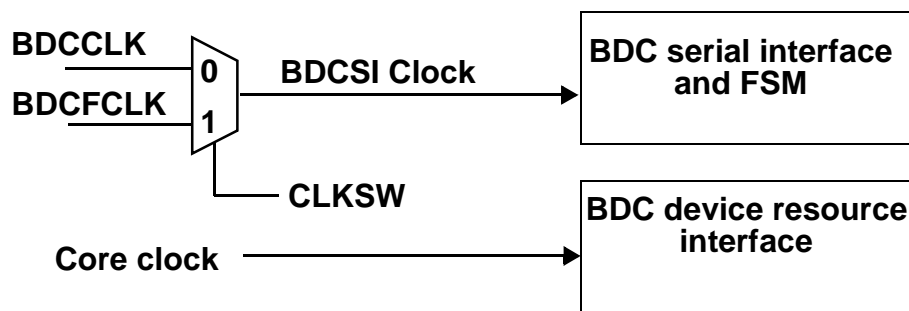 BDCCLK
0
BDCSI Clock
BDC serial interface
and FSM
BDCFCLK
1
CLKSW
BDC device resource
interface
Core clock